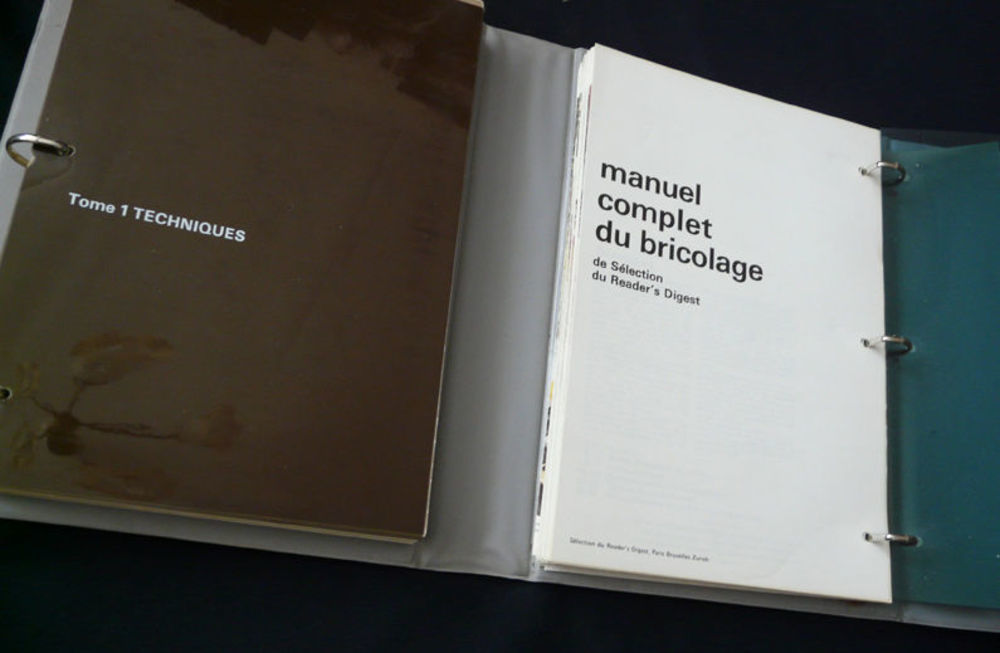 Tome 1 TECHNIQUES
manuel
complet
du bricolage
de Sélection
du Reader's Digest
Sélection du Reader's Digest, Paris Bruxelles Zurich